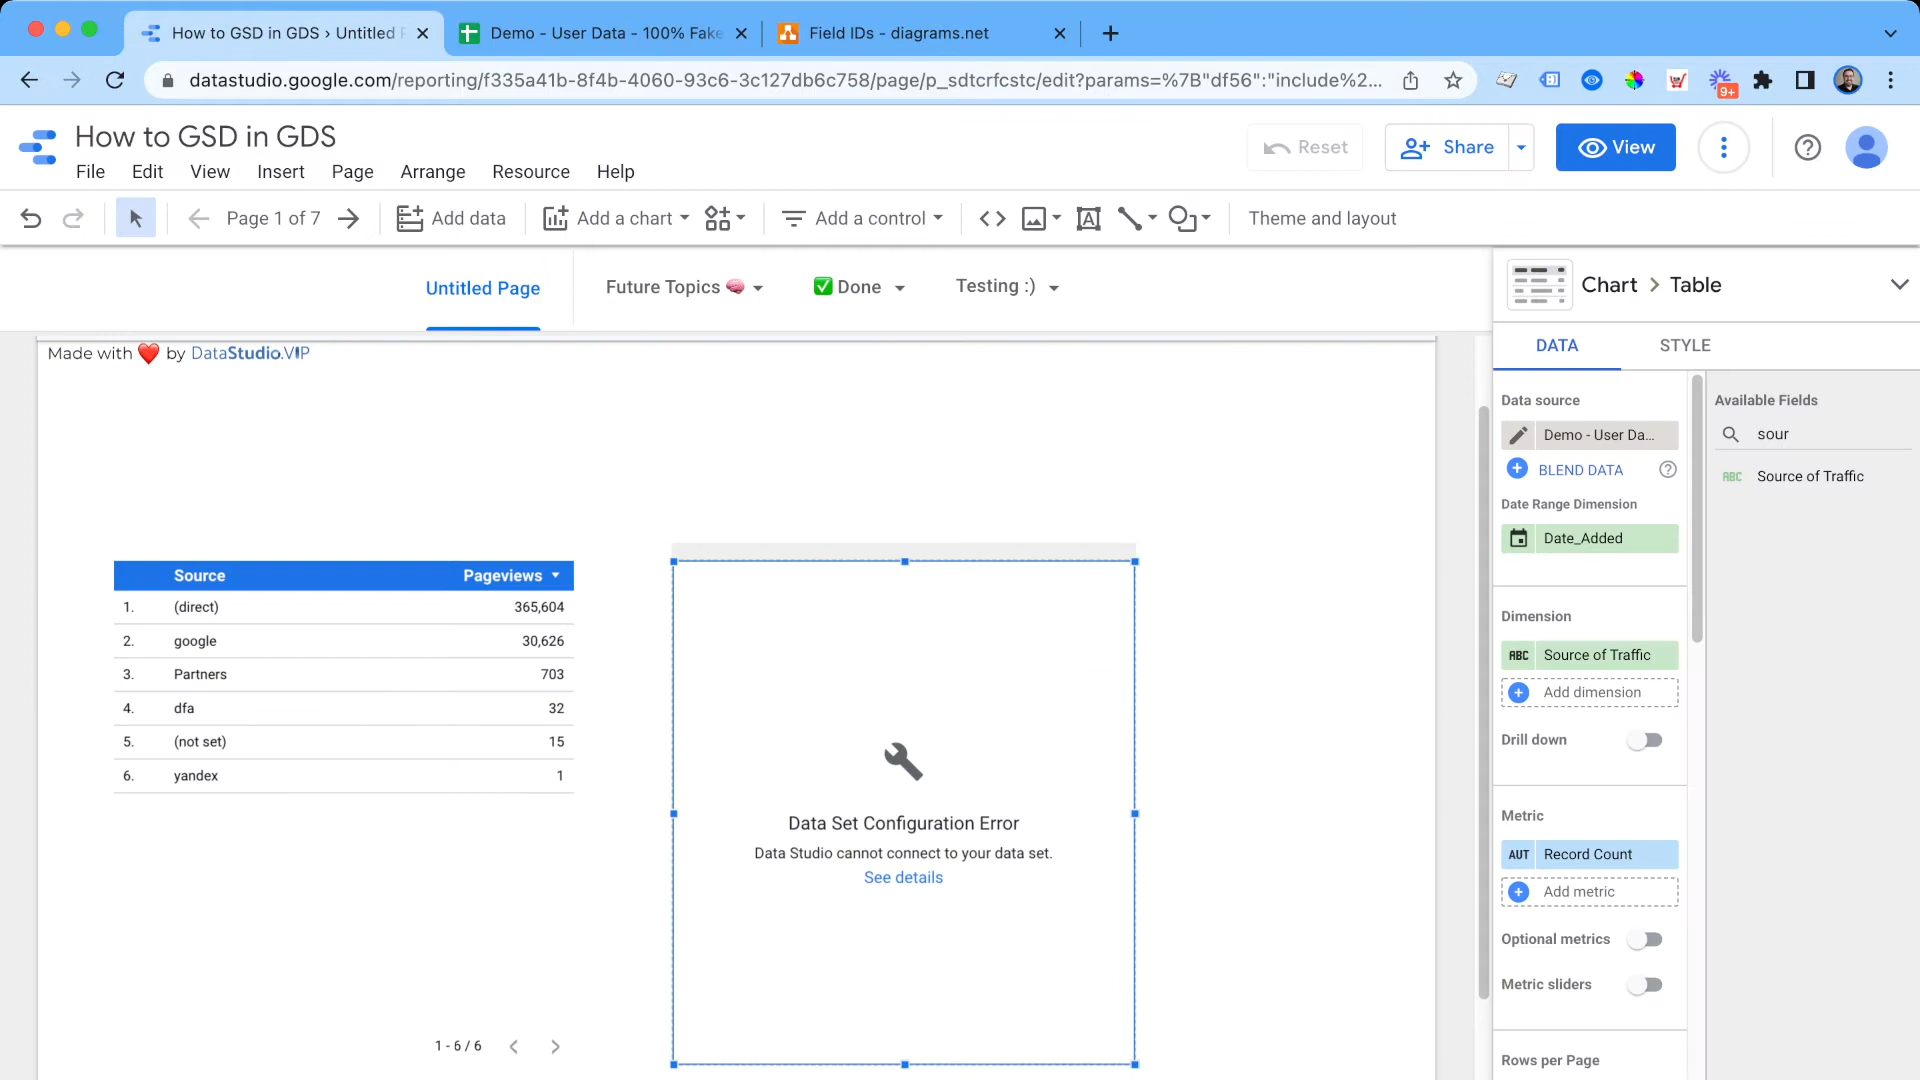 How to GSD in GDS › Untitled P
Demo - User Data - 100% Fake
Field IDs - diagrams.net
datastudio.google.com/reporting/f335a41b-8f4b-4060-93c6-3c127db6c758/page/p_sdtcrfcstc/edit?params=%7B"df56":"include%2...
9+
How to GSD in GDS
Reset
Share
View
File Edit View Insert Page Arrange Resource Help
Page 1 of 7
Add data
Add a chart
Add a control
Theme and layout
Untitled Page
Future Topics 🧠
✅ Done
Testing :)
Chart > Table
Made with ❤️ by DataStudio.VIP
DATA
STYLE
Data source
Demo - User Da...
BLEND DATA
Date Range Dimension
Date_Added
Dimension
ABC Source of Traffic
Add dimension
Drill down
Metric
AUT Record Count
Add metric
Optional metrics
Metric sliders
Rows per Page
Available Fields
sour
ABC Source of Traffic
Source Pageviews
1. (direct) 365,604
2. google 30,626
3. Partners 703
4. dfa 32
5. (not set) 15
6. yandex 1
1 - 6 / 6
Data Set Configuration Error
Data Studio cannot connect to your data set.
See details